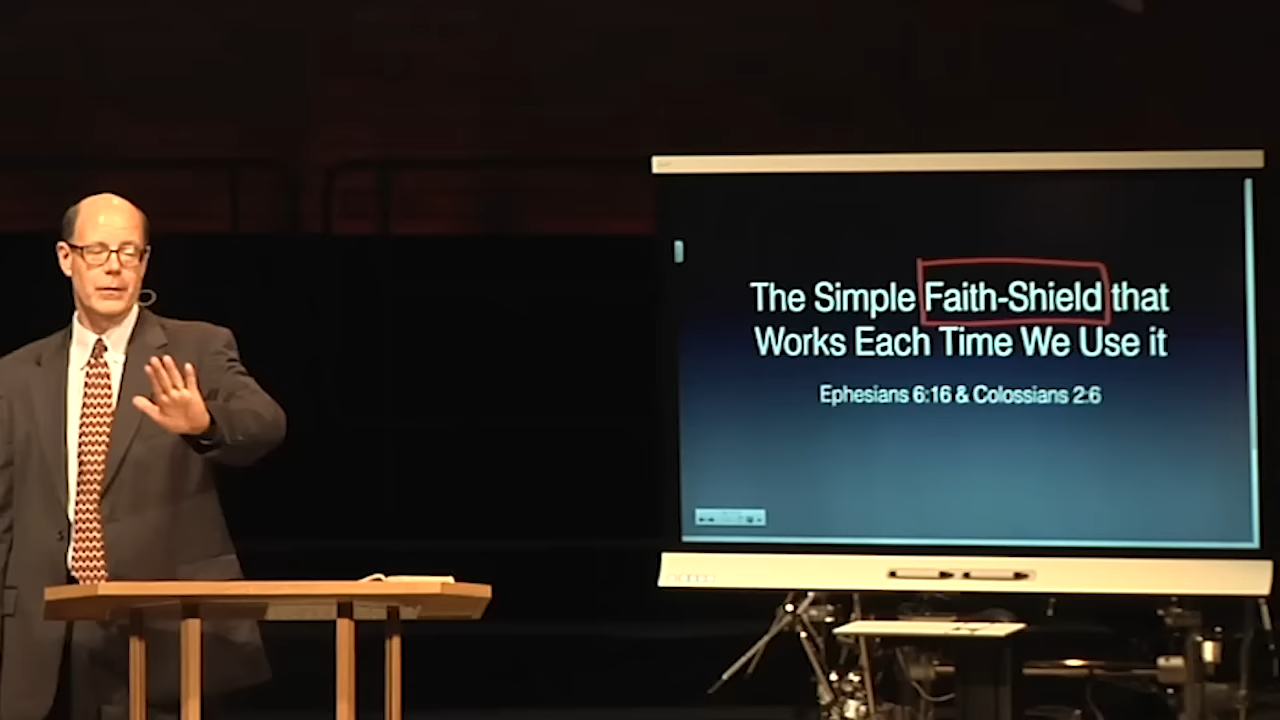 The Simple Faith-Shield that
Works Each Time We Use it
Ephesians 6:16 & Colossians 2:6